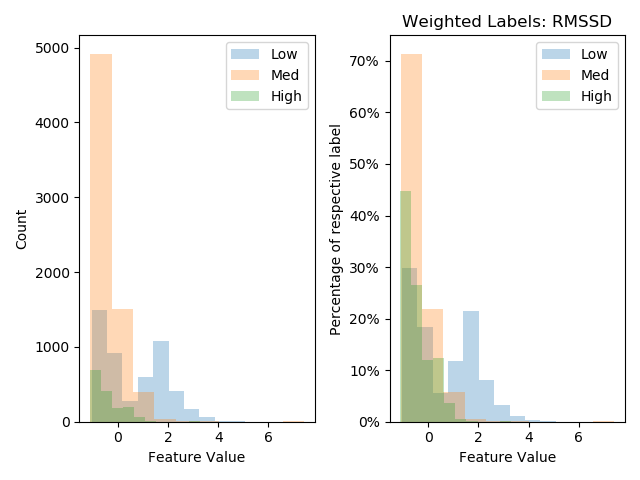 Weighted Labels: RMSSD
5000
4000
3000
2000
1000
0
Count
0 2 4 6
Feature Value
Low
Med
High
70%
60%
50%
40%
30%
20%
10%
0%
Percentage of respective label
0 2 4 6
Feature Value
Low
Med
High